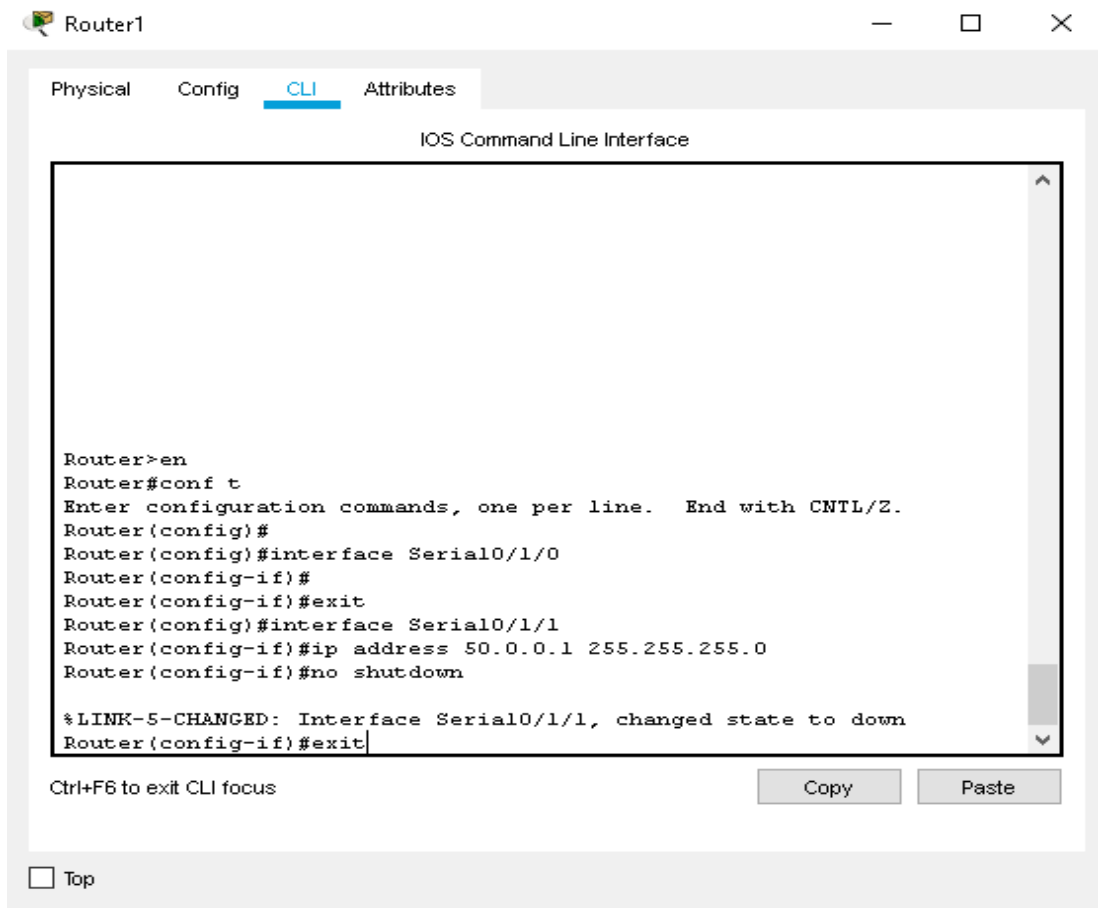 Router1
Physical Config CLI Attributes
IOS Command Line Interface
Router>en
Router#conf t
Enter configuration commands, one per line.  End with CNTL/Z.
Router(config)#
Router(config)#interface Serial0/1/0
Router(config-if)#
Router(config-if)#exit
Router(config)#interface Serial0/1/1
Router(config-if)#ip address 50.0.0.1 255.255.255.0
Router(config-if)#no shutdown
%LINK-5-CHANGED: Interface Serial0/1/1, changed state to down
Router(config-if)#exit
Ctrl+F6 to exit CLI focus Copy Paste
Top